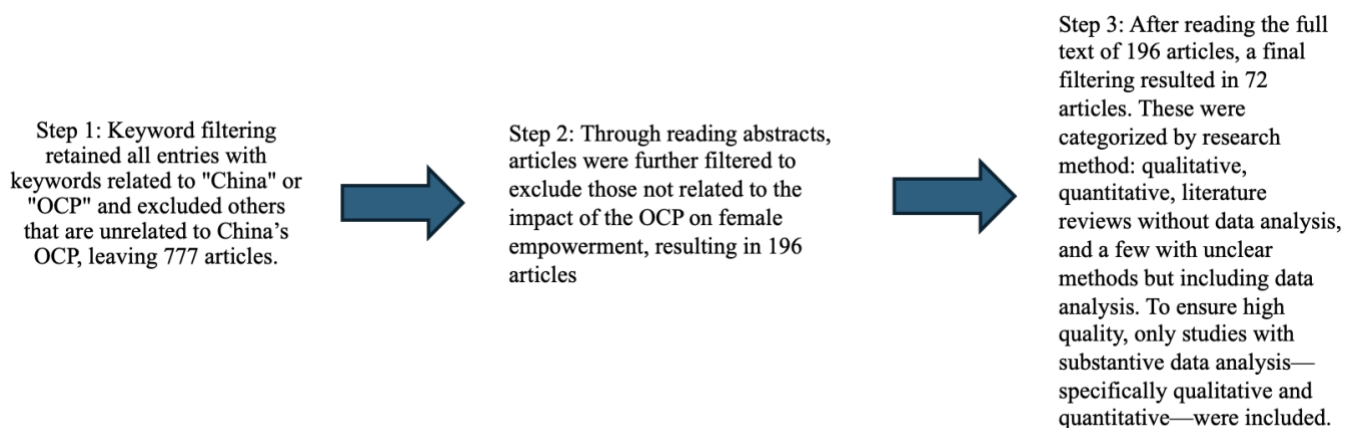 Step 1: Keyword filtering
retained all entries with
keywords related to "China" or
"OCP" and excluded others
that are unrelated to China’s
OCP, leaving 777 articles.
Step 2: Through reading abstracts,
articles were further filtered to
exclude those not related to the
impact of the OCP on female
empowerment, resulting in 196
articles
Step 3: After reading the full
text of 196 articles, a final
filtering resulted in 72
articles. These were
categorized by research
method: qualitative,
quantitative, literature
reviews without data analysis,
and a few with unclear
methods but including data
analysis. To ensure high
quality, only studies with
substantive data analysis—
specifically qualitative and
quantitative—were included.